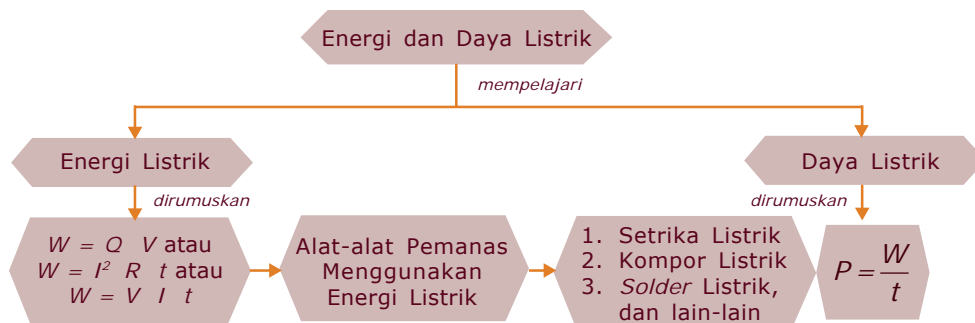 Energi dan Daya Listrik
mempelajari
Energi Listrik
Daya Listrik
dirumuskan
dirumuskan
W = Q V atau
W = I² R t atau
W = V I t
Alat-alat Pemanas
Menggunakan
Energi Listrik
1. Setrika Listrik
2. Kompor Listrik
3. Solder Listrik,
dan lain-lain
P = W/t